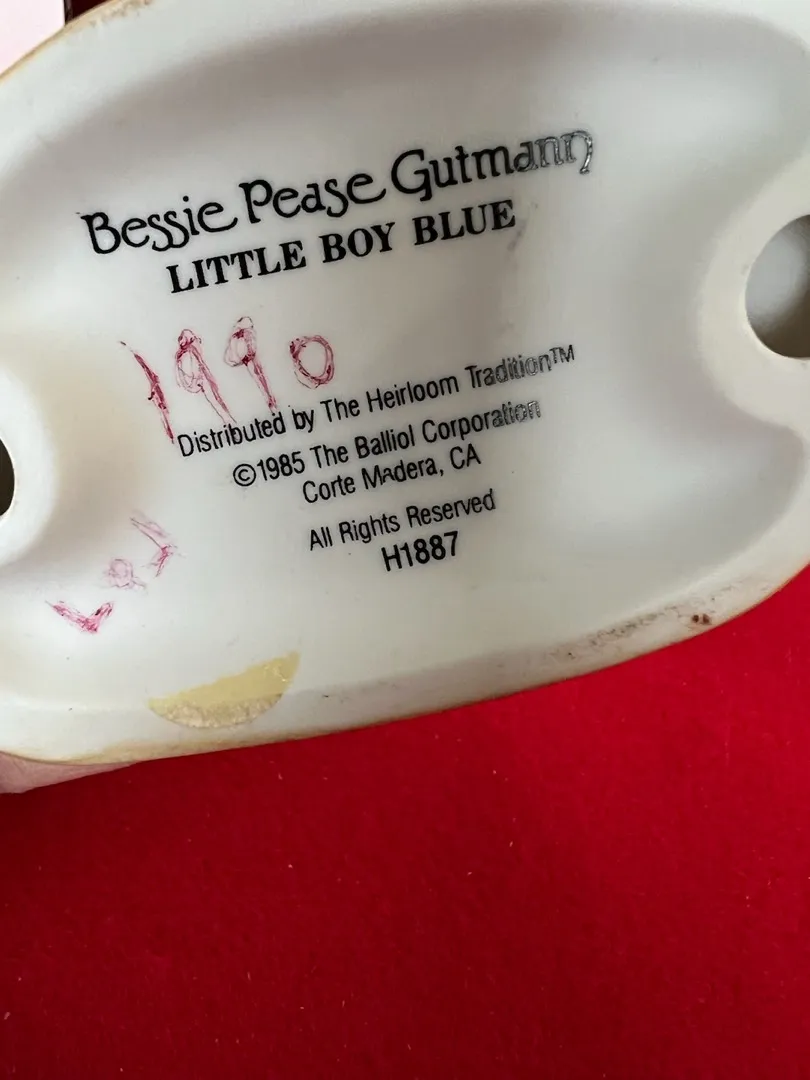 Bessie Pease Gutmann
LITTLE BOY BLUE
1990
Distributed by The Heirloom Tradition™
©1985 The Balliol Corporation
Corte Madera, CA
All Rights Reserved
H1887